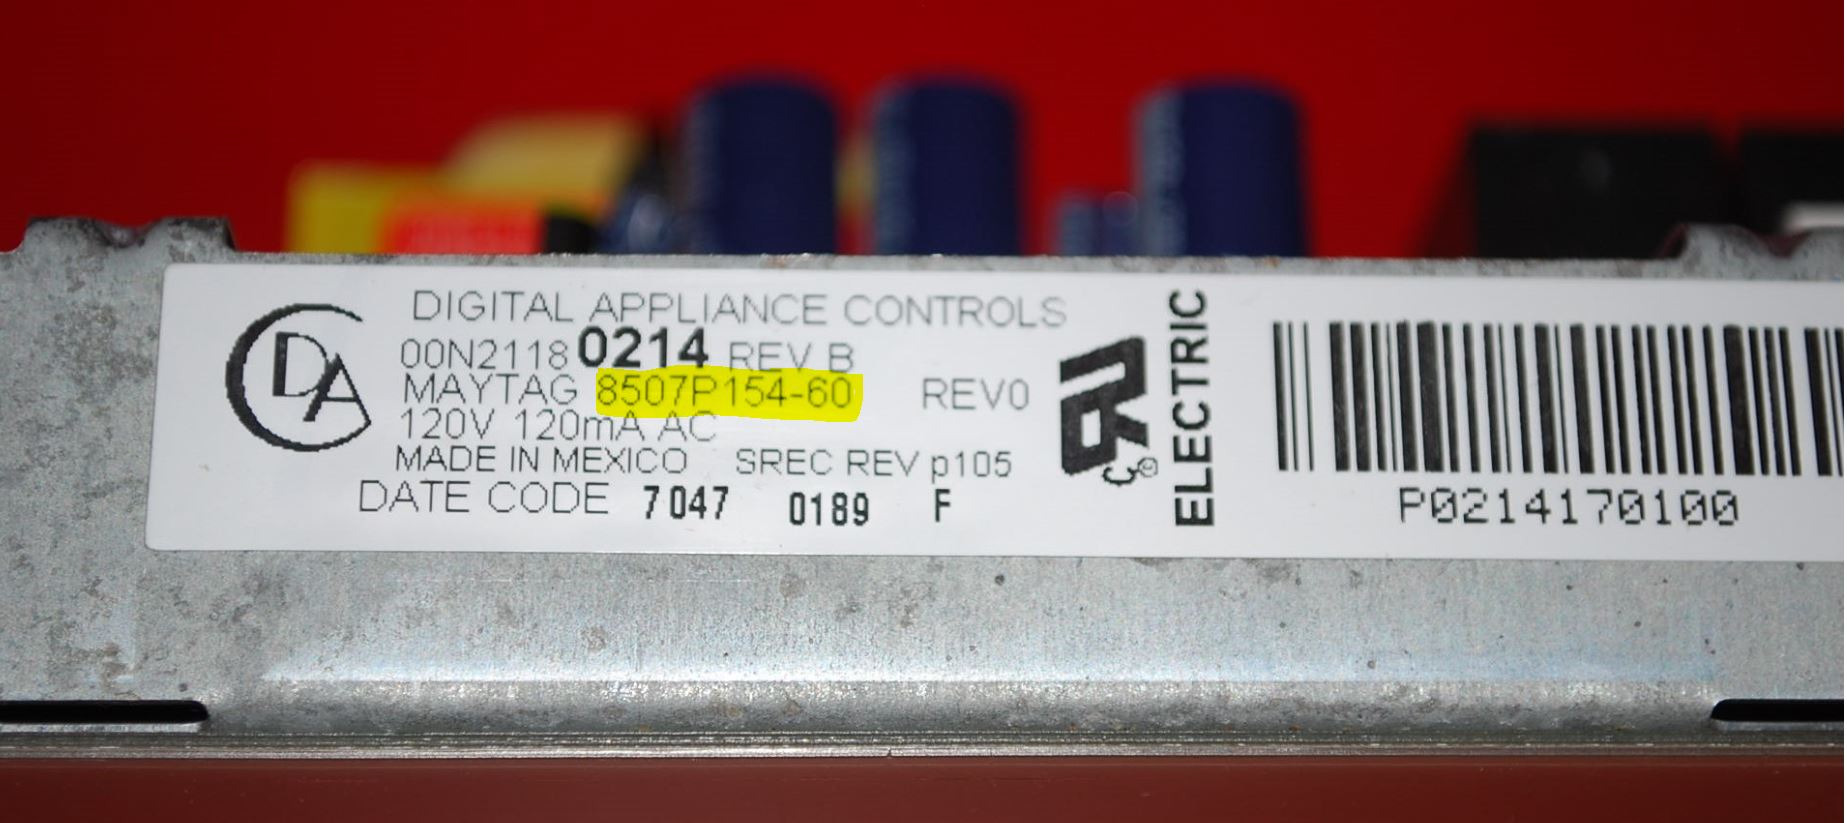 DIGITAL APPLIANCE CONTROLS
00N2118 0214 REV B
MAYTAG 8507P154-60 REV0
120V 120mA AC
MADE IN MEXICO SREC REV p105
DATE CODE 7047 0189 F
DA
ELECTRIC
P0214170100